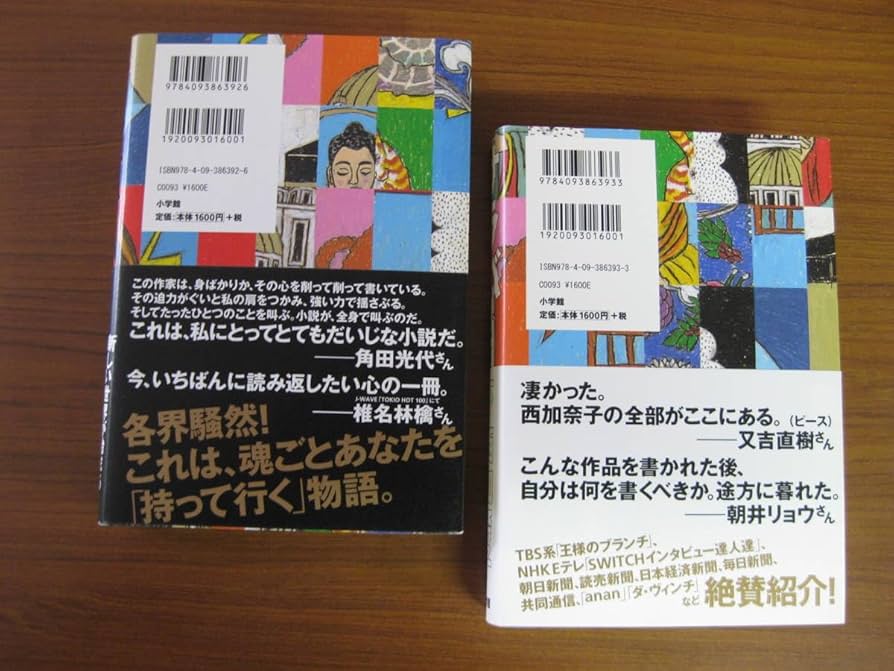 9784093863926
1920093016001
ISBN978-4-09-386392-6
C0093 ¥1600E
小学館
定価:本体1600円+税
この作家は、身ばかりか、その心を削って削って書いている。
その迫力がぐいと私の肩をつかみ、強い力で揺さぶる。
そしてたったひとつのことを叫ぶ。小説が、全身で叫ぶのだ。
これは、私にとってとてもだいじな小説だ。
――角田光代さん
今、いちばんに読み返したい心の一冊。
J-WAVE「TOKIO HOT 100」にて
――椎名林檎さん
各界騒然!
これは、魂ごとあなたを
「持って行く」物語。
9784093863933
1920093016001
ISBN978-4-09-386393-3
C0093 ¥1600E
小学館
定価:本体1600円+税
凄かった。
西加奈子の全部がここにある。(ピース)
――又吉直樹さん
こんな作品を書かれた後、
自分は何を書くべきか。途方に暮れた。
――朝井リョウさん
TBS系「王様のブランチ」、
NHK Eテレ「SWITCHインタビュー達人達」、
朝日新聞、読売新聞、日本経済新聞、毎日新聞、
共同通信、「anan」「ダ・ヴィンチ」
など 絶賛紹介!